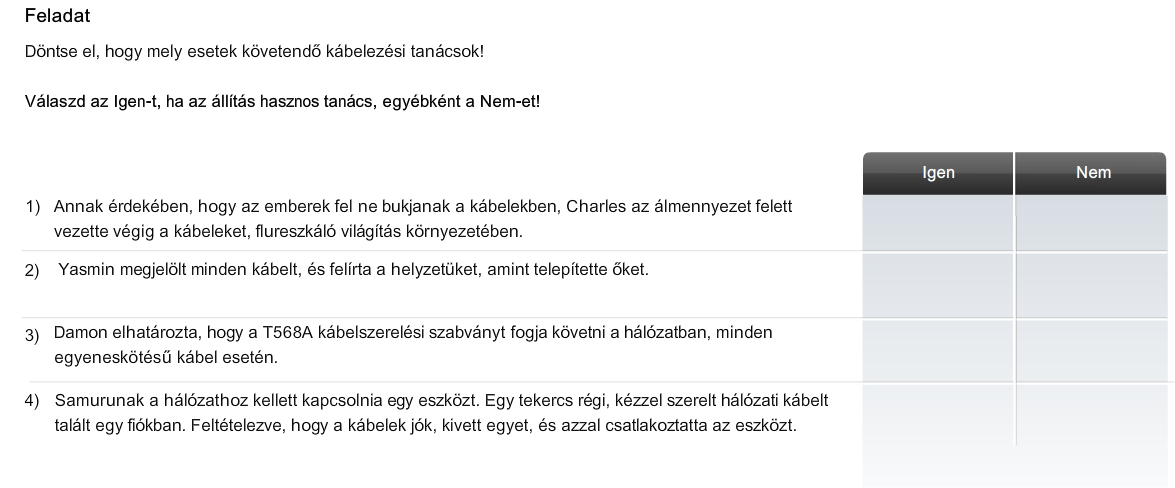 Feladat
Döntse el, hogy mely esetek követendő kábelezési tanácsok!
Válaszd az Igen-t, ha az állítás hasznos tanács, egyébként a Nem-et!
Igen Nem
1) Annak érdekében, hogy az emberek fel ne bukjanak a kábelekben, Charles az álmennyezet felett
vezette végig a kábeleket, flureszkáló világítás környezetében.
2) Yasmin megjelölt minden kábelt, és felírta a helyzetüket, amint telepítette őket.
3) Damon elhatározta, hogy a T568A kábelszerelési szabványt fogja követni a hálózatban, minden
egyeneskötésű kábel esetén.
4) Samurunak a hálózathoz kellett kapcsolnia egy eszközt. Egy tekercs régi, kézzel szerelt hálózati kábelt
talált egy fiókban. Feltételezve, hogy a kábelek jók, kivett egyet, és azzal csatlakoztatta az eszközt.